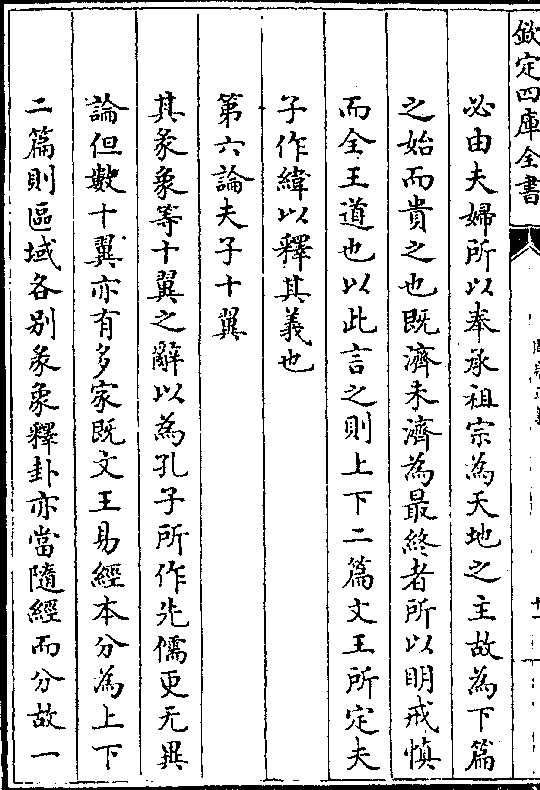 欽定四庫全書
必由夫婦所以奉承祖宗為天地之主故為下篇
之始而貴之也既濟未濟為最終者所以明戒慎
而全王道也以此言之則上下二篇文王所定夫
子作緯以釋其義也
第六論夫子十翼
其彖象等十翼之辭以為孔子所作先儒更无異
論但數十翼亦有多家既文王易經本分為上下
二篇則區域各別彖象釋卦亦當隨經而分故一